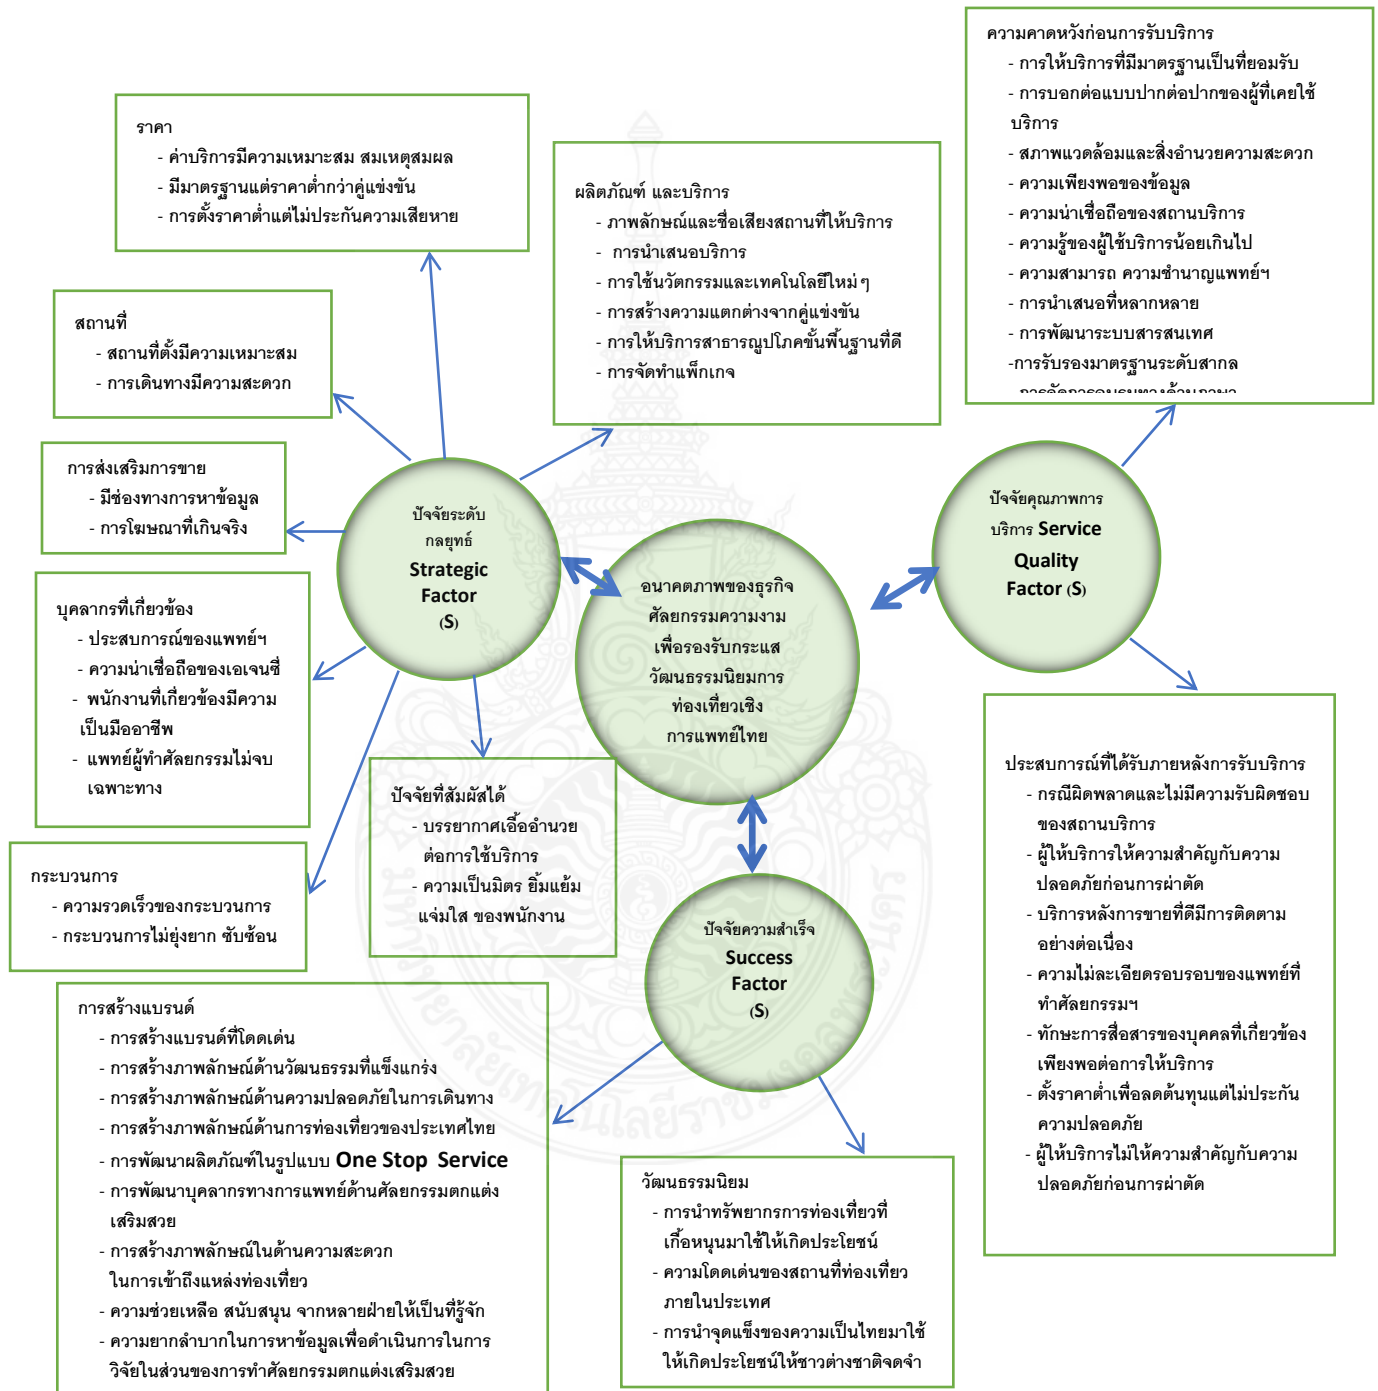 ความคาดหวังก่อนการรับบริการ
- การให้บริการที่มีมาตรฐานเป็นที่ยอมรับ
- การบอกต่อแบบปากต่อปากของผู้ที่เคยใช้
บริการ
- สภาพแวดล้อมและสิ่งอำนวยความสะดวก
- ความเพียงพอของข้อมูล
- ความน่าเชื่อถือของสถานบริการ
- ความรู้ของผู้ใช้บริการน้อยเกินไป
- ความสามารถ ความชำนาญแพทย์ฯ
- การนำเสนอที่หลากหลาย
- การพัฒนาระบบสารสนเทศ
-การรับรองมาตรฐานระดับสากล
- การจัดการอบรมทางด้านภาษา
ราคา
- ค่าบริการมีความเหมาะสม สมเหตุสมผล
- มีมาตรฐานแต่ราคาต่ำกว่าคู่แข่งขัน
- การตั้งราคาต่ำแต่ไม่ประกันความเสียหาย
ผลิตภัณฑ์ และบริการ
- ภาพลักษณ์และชื่อเสียงสถานที่ให้บริการ
- การนำเสนอบริการ
- การใช้นวัตกรรมและเทคโนโลยีใหม่ๆ
- การสร้างความแตกต่างจากคู่แข่งขัน
- การให้บริการสาธารณูปโภคขั้นพื้นฐานที่ดี
- การจัดทำแพ็กเกจ
สถานที่
- สถานที่ตั้งมีความเหมาะสม
- การเดินทางมีความสะดวก
การส่งเสริมการขาย
- มีช่องทางการหาข้อมูล
- การโฆษณาที่เกินจริง
ปัจจัยระดับ
กลยุทธ์
Strategic
Factor
(S)
ปัจจัยคุณภาพการ
บริการ Service
Quality
Factor (S)
อนาคตภาพของธุรกิจ
ศัลยกรรมความงาม
เพื่อรองรับกระแส
วัฒนธรรมนิยมการ
ท่องเที่ยวเชิง
การแพทย์ไทย
บุคลากรที่เกี่ยวข้อง
- ประสบการณ์ของแพทย์ฯ
- ความน่าเชื่อถือของเอเจนซี่
- พนักงานที่เกี่ยวข้องมีความ
เป็นมืออาชีพ
- แพทย์ผู้ทำศัลยกรรมไม่จบ
เฉพาะทาง
ปัจจัยที่สัมผัสได้
- บรรยากาศเอื้ออำนวย
ต่อการใช้บริการ
- ความเป็นมิตร ยิ้มแย้ม
แจ่มใส ของพนักงาน
กระบวนการ
- ความรวดเร็วของกระบวนการ
- กระบวนการไม่ยุ่งยาก ซับซ้อน
ประสบการณ์ที่ได้รับภายหลังการรับบริการ
- กรณีผิดพลาดและไม่มีความรับผิดชอบ
ของสถานบริการ
- ผู้ให้บริการให้ความสำคัญกับความ
ปลอดภัยก่อนการผ่าตัด
- บริการหลังการขายที่ดีมีการติดตาม
อย่างต่อเนื่อง
- ความไม่ละเอียดรอบรอบของแพทย์ที่
ทำศัลยกรรมฯ
- ทักษะการสื่อสารของบุคคลที่เกี่ยวข้อง
เพียงพอต่อการให้บริการ
- ตั้งราคาต่ำเพื่อลดต้นทุนแต่ไม่ประกัน
ความปลอดภัย
- ผู้ให้บริการไม่ให้ความสำคัญกับความ
ปลอดภัยก่อนการผ่าตัด
ปัจจัยความสำเร็จ
Success
Factor
(S)
การสร้างแบรนด์
- การสร้างแบรนด์ที่โดดเด่น
- การสร้างภาพลักษณ์ด้านวัฒนธรรมที่แข็งแกร่ง
- การสร้างภาพลักษณ์ด้านความปลอดภัยในการเดินทาง
- การสร้างภาพลักษณ์ด้านการท่องเที่ยวของประเทศไทย
- การพัฒนาผลิตภัณฑ์ในรูปแบบ One Stop Service
- การพัฒนาบุคลากรทางการแพทย์ด้านศัลยกรรมตกแต่ง
เสริมสวย
- การสร้างภาพลักษณ์ในด้านความสะดวก
ในการเข้าถึงแหล่งท่องเที่ยว
- ความช่วยเหลือ สนับสนุน จากหลายฝ่ายให้เป็นที่รู้จัก
- ความยากลำบากในการหาข้อมูลเพื่อดำเนินการในการ
วิจัยในส่วนของการทำศัลยกรรมตกแต่งเสริมสวย
วัฒนธรรมนิยม
- การนำทรัพยากรการท่องเที่ยวที่
เกื้อหนุนมาใช้ให้เกิดประโยชน์
- ความโดดเด่นของสถานที่ท่องเที่ยว
ภายในประเทศ
- การนำจุดแข็งของความเป็นไทยมาใช้
ให้เกิดประโยชน์ให้ชาวต่างชาติจดจำ
มหาวิทยาลัยเทคโนโลยีราชมงคลพระนคร